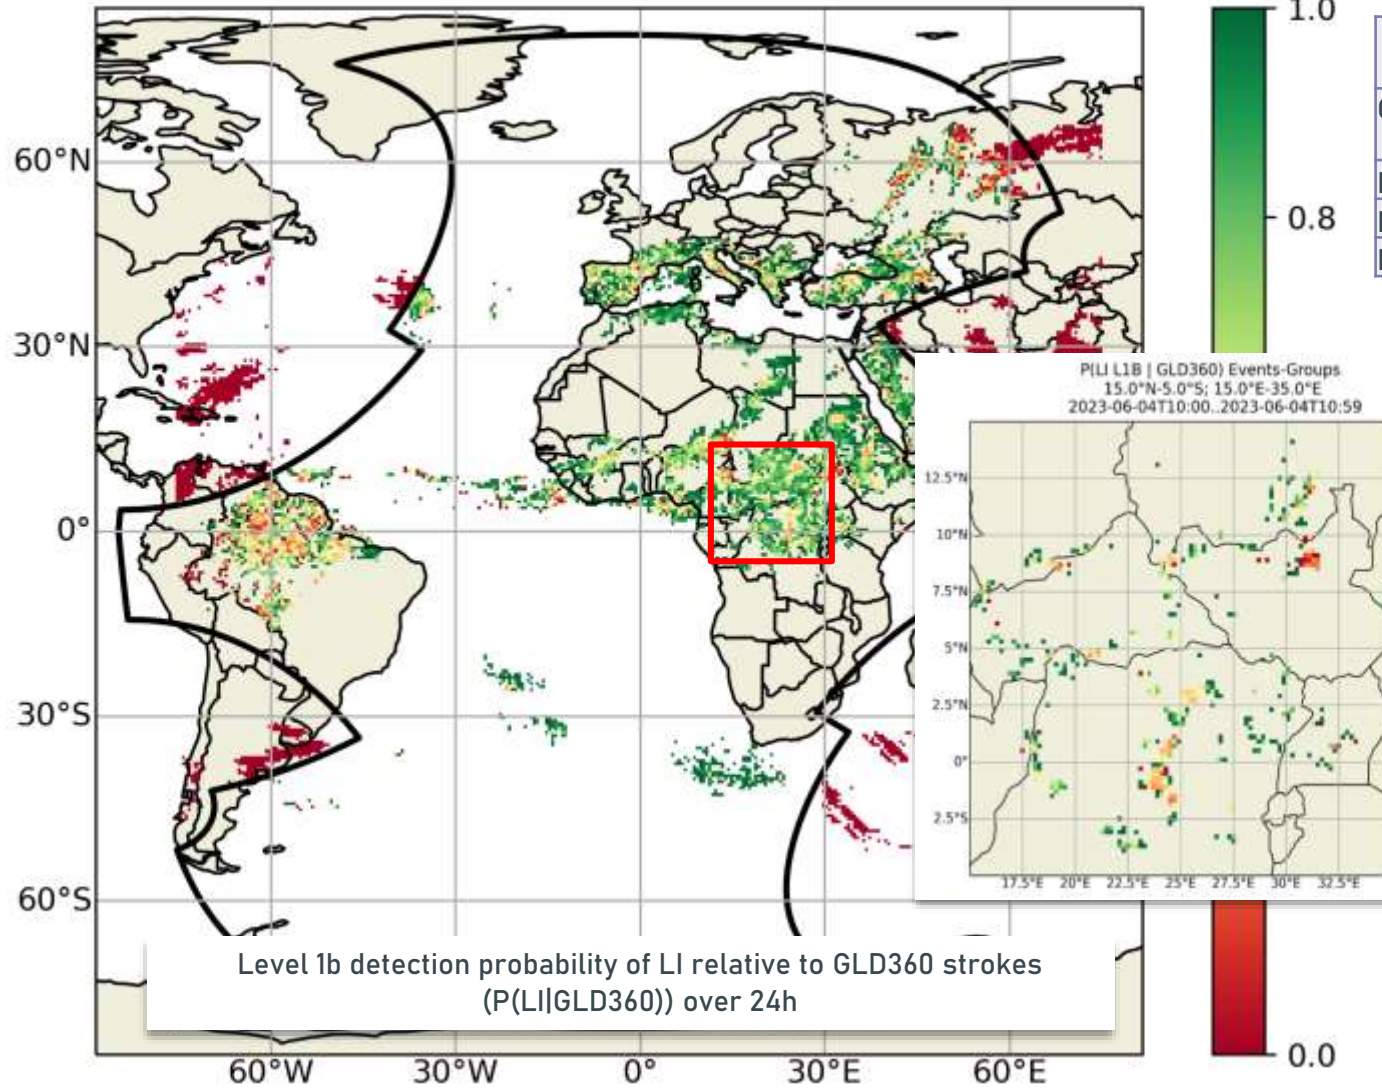 1.0
60°N
0.8
30°N
P(LI L1B | GLD360) Events-Groups
15.0°N-5.0°S; 15.0°E-35.0°E
2023-06-04T10:00..2023-06-04T10:59
12.5°N
10°N
7.5°N
0°
5°N
2.5°N
30°S
0°
2.5°S
17.5°E 20°E 22.5°E 25°E 27.5°E 30°E 32.5°E
60°S
Level 1b detection probability of LI relative to GLD360 strokes
(P(LI|GLD360)) over 24h
0.0
60°W 30°W 0° 30°E 60°E